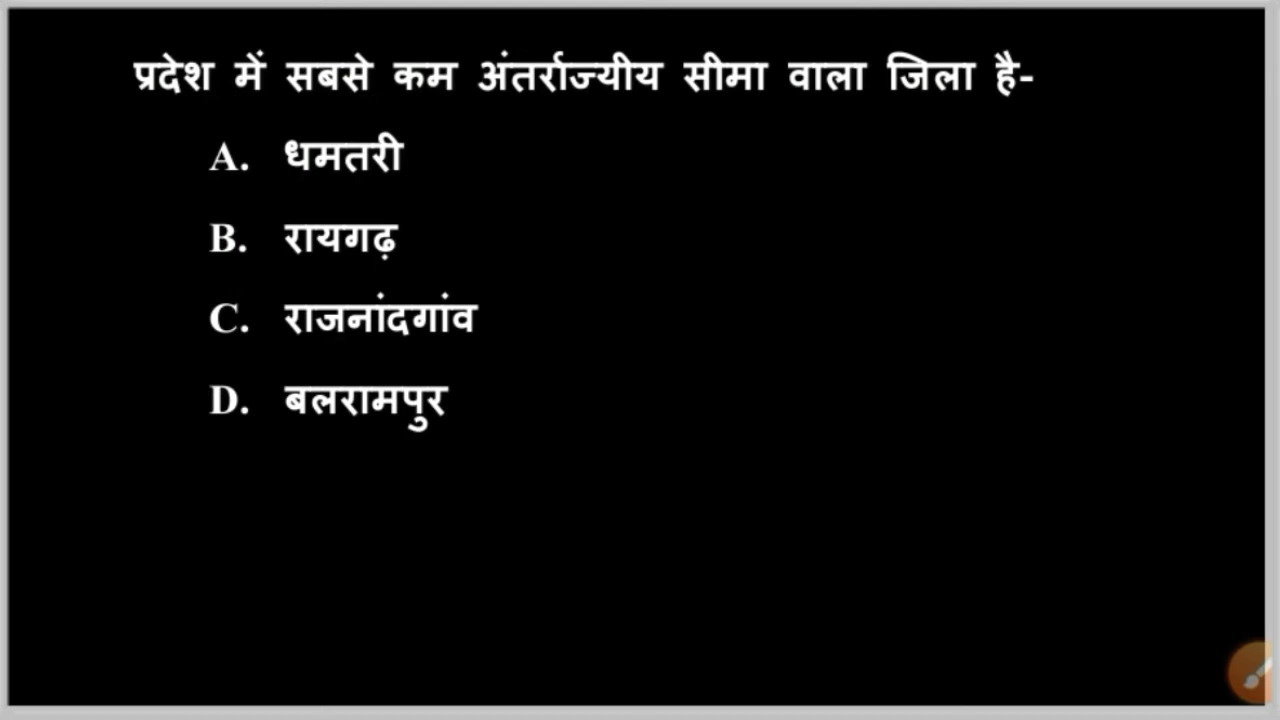 प्रदेश में सबसे कम अंतर्राज्यीय सीमा वाला जिला है-
A. धमतरी
B. रायगढ़
C. राजनांदगांव
D. बलरामपुर